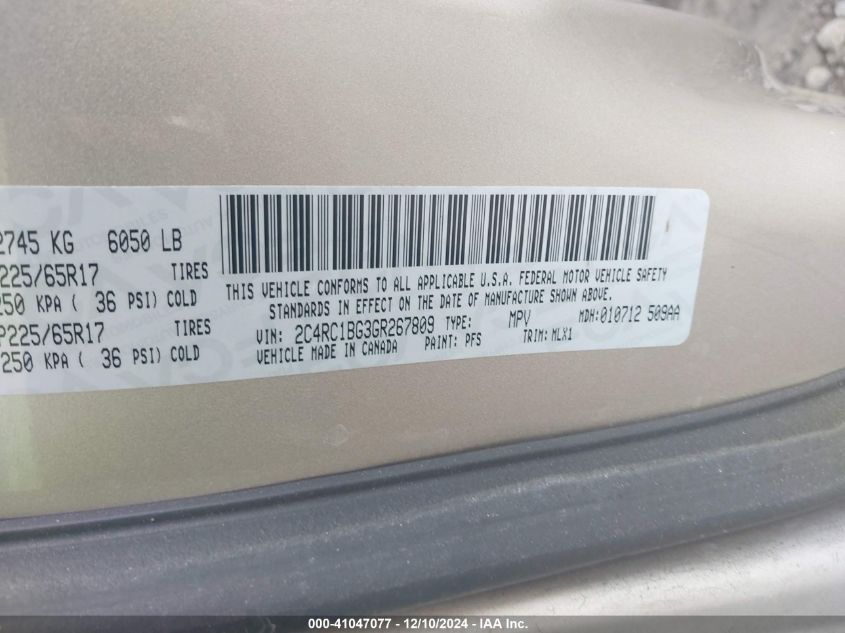 2745 KG 6050 LB
225/65R17 TIRES
250 KPA ( 36 PSI) COLD
P225/65R17 TIRES
250 KPA ( 36 PSI) COLD
THIS VEHICLE CONFORMS TO ALL APPLICABLE U.S.A. FEDERAL MOTOR VEHICLE SAFETY
STANDARDS IN EFFECT ON THE DATE OF MANUFACTURE SHOWN ABOVE.
VIN: 2C4RC1BG3GR267809 TYPE: MPV MDH:010712 509AA
VEHICLE MADE IN CANADA PAINT: PFS TRIM: MLX1
000-41047077 - 12/10/2024 - IAA Inc.